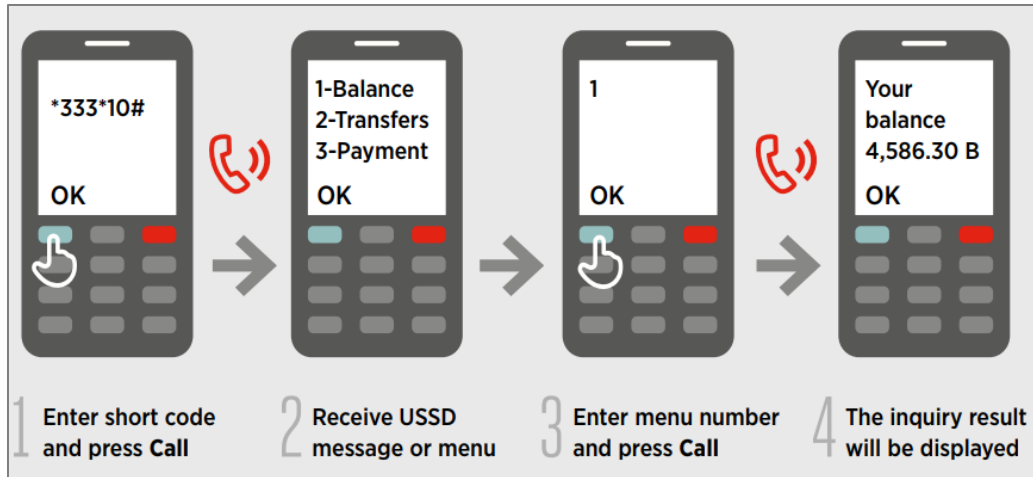 *333*10#
OK
1-Balance
2-Transfers
3-Payment
OK
1
OK
Your
balance
4,586.30 B
OK
1 Enter short code
and press Call
2 Receive USSD
message or menu
3 Enter menu number
and press Call
4 The inquiry result
will be displayed